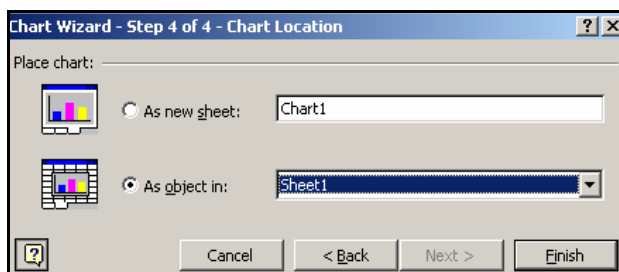 Chart Wizard - Step 4 of 4 - Chart Location
Place chart:
As new sheet: Chart1
As object in: Sheet1
Cancel < Back Next > Finish